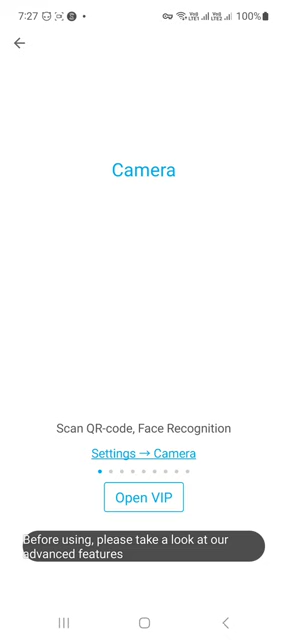 7:27
100%
Camera
Scan QR-code, Face Recognition
Settings → Camera
Open VIP
Before using, please take a look at our
advanced features